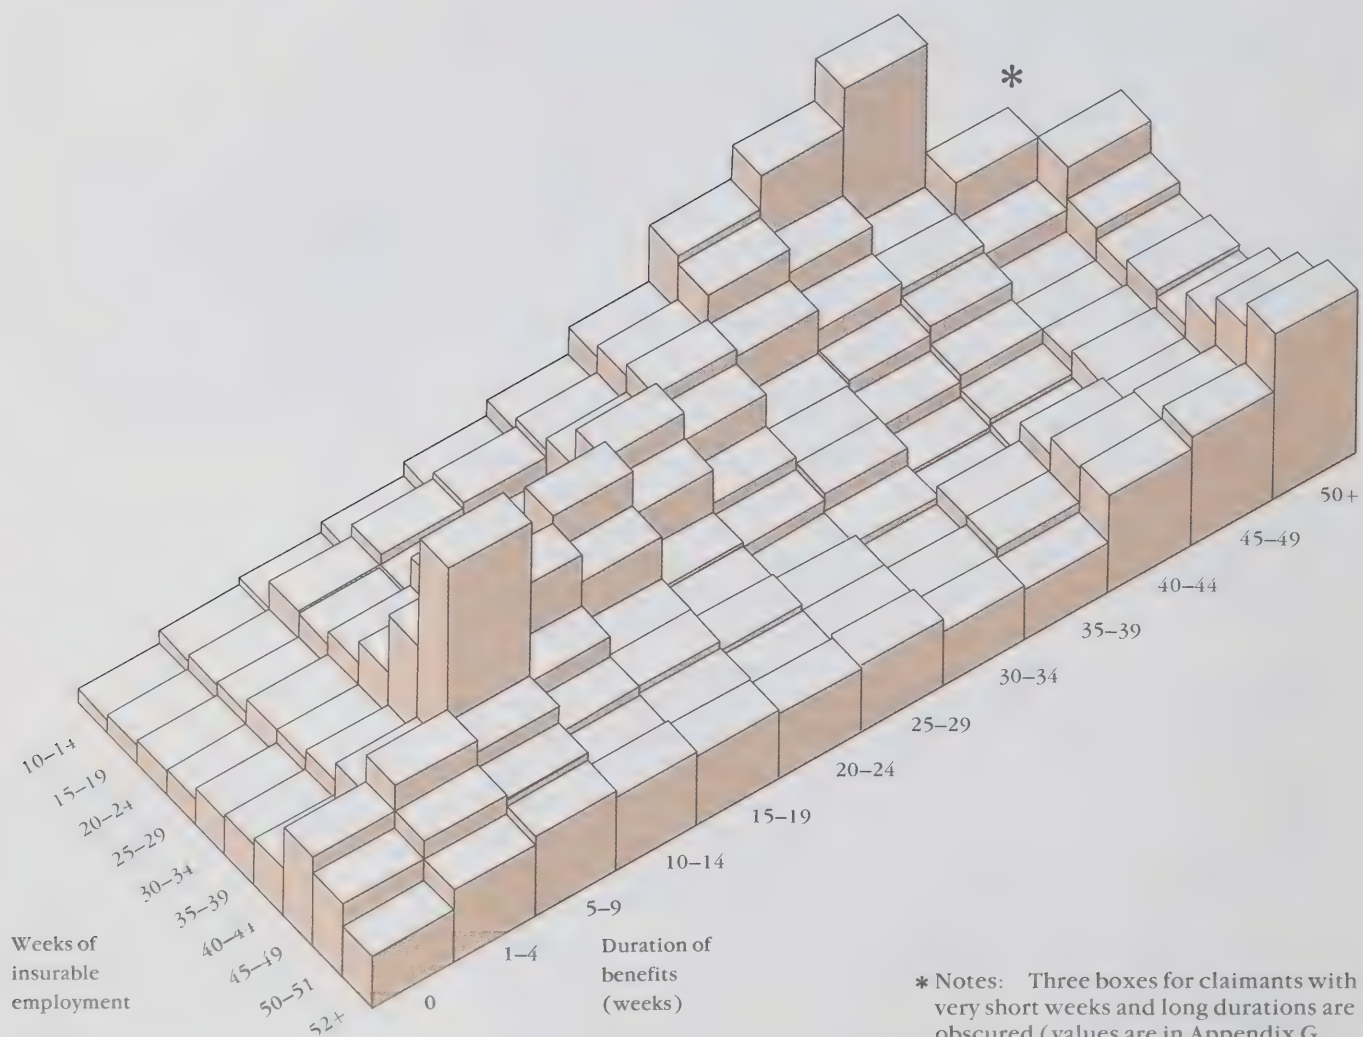 *
50+
45–49
40–44
35–39
30–34
25–29
20–24
15–19
10–14
5–9
1–4
0
10–14
15–19
20–24
25–29
30–34
35–39
40–44
45–49
50–51
52+
Weeks of
insurable
employment
Duration of
benefits
(weeks)
* Notes: Three boxes for claimants with
very short weeks and long durations are
obscured (values are in Appendix G